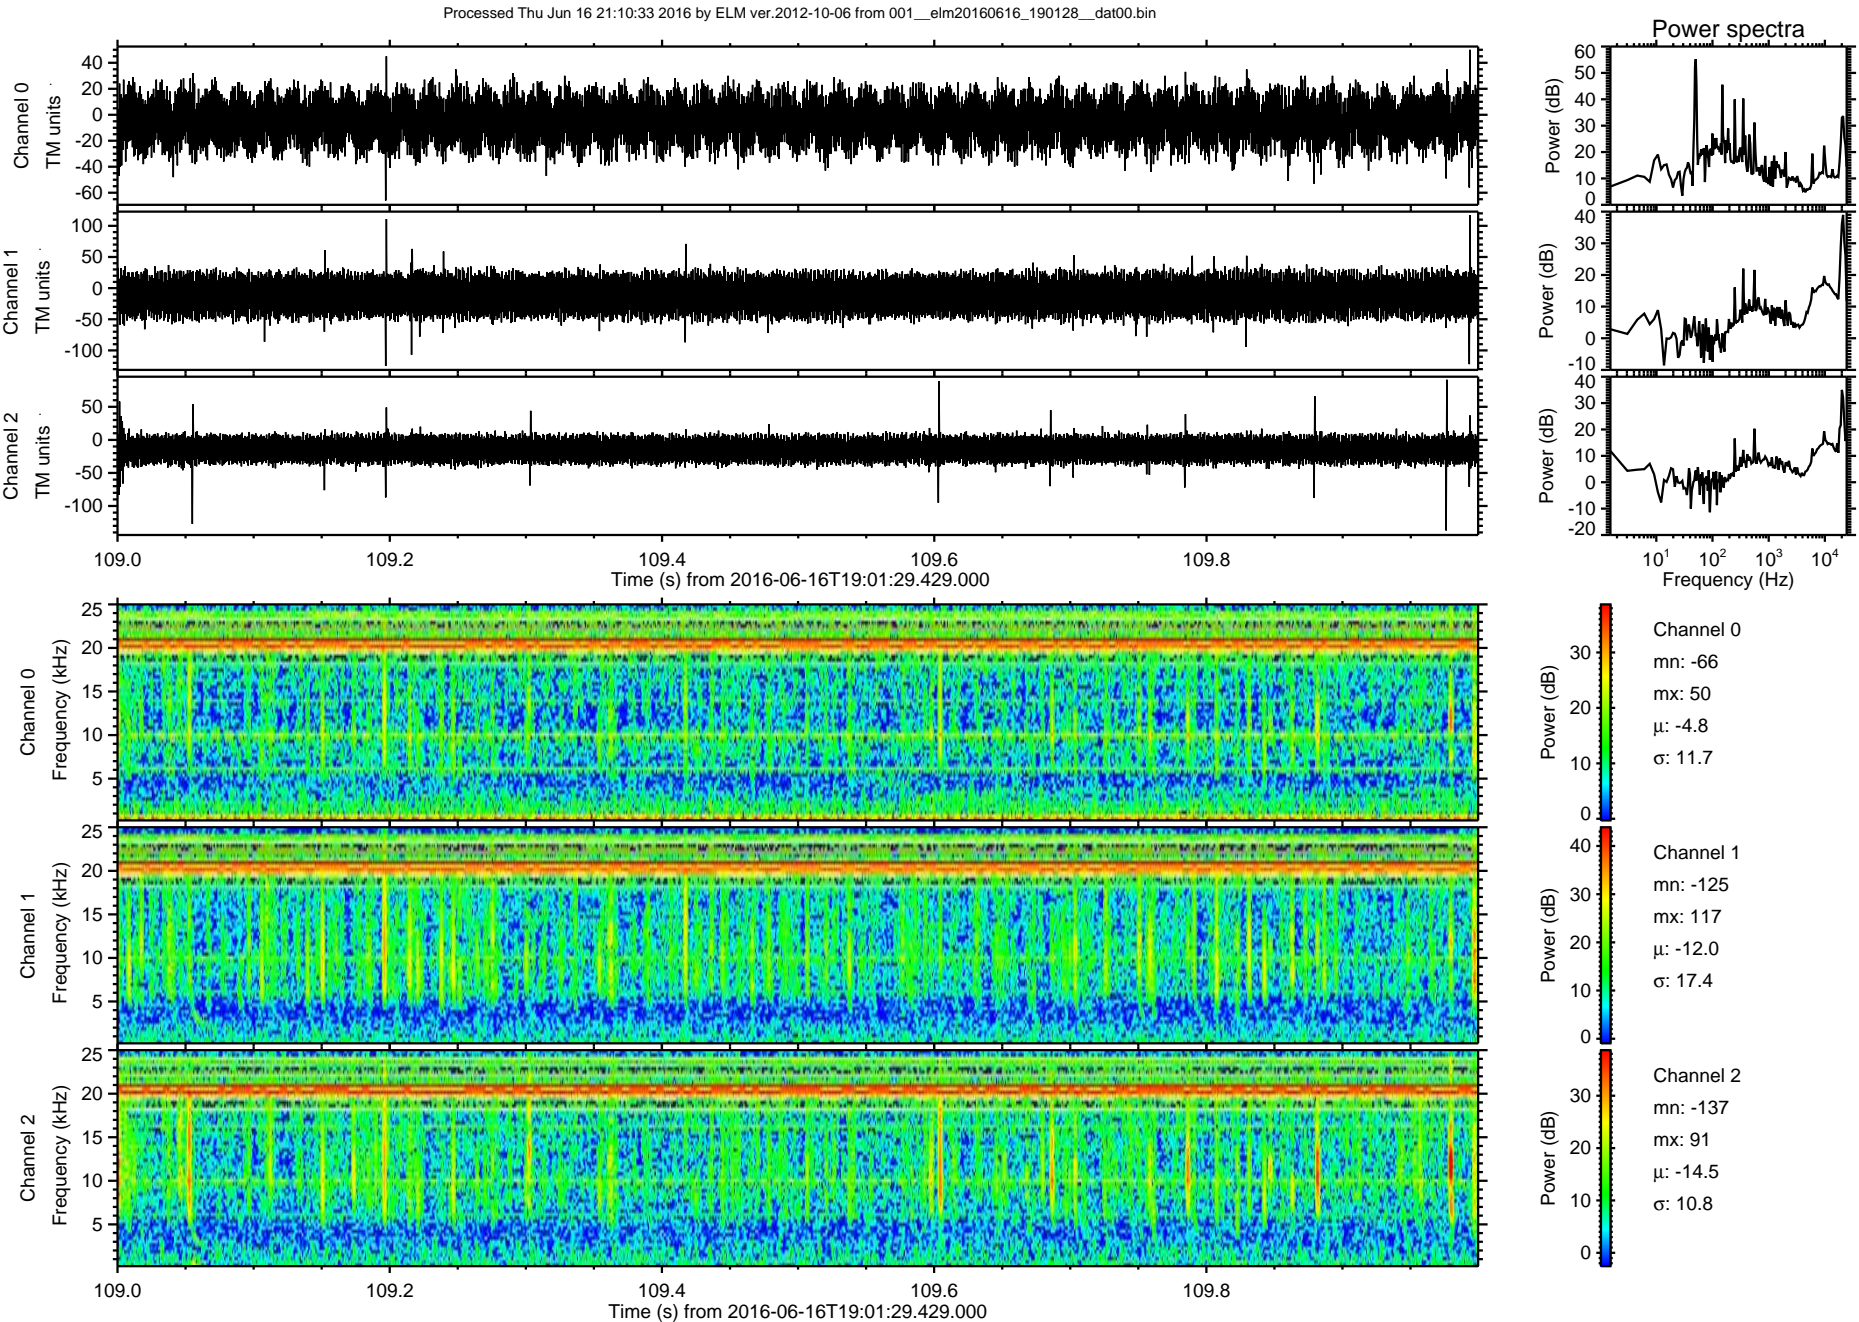 Processed Thu Jun 16 21:10:33 2016 by ELM ver.2012-10-06 from 001__elm20160616_190128__dat00.bin
Power spectra
Channel 0
TM units
40
20
0
-20
-40
-60
Power (dB)
60
50
40
30
20
10
0
Channel 1
TM units
100
50
0
-50
-100
Power (dB)
40
30
20
10
0
-10
Channel 2
TM units
50
0
-50
-100
Power (dB)
40
30
20
10
0
-10
-20
109.0 109.2 109.4 109.6 109.8
Time (s) from 2016-06-16T19:01:29.429.000
10^1 10^2 10^3 10^4
Frequency (Hz)
Channel 0
Frequency (kHz)
25
20
15
10
5
Power (dB)
30
20
10
0
Channel 0
mn: -66
mx: 50
μ: -4.8
σ: 11.7
Channel 1
Frequency (kHz)
25
20
15
10
5
Power (dB)
40
30
20
10
0
Channel 1
mn: -125
mx: 117
μ: -12.0
σ: 17.4
Channel 2
Frequency (kHz)
25
20
15
10
5
Power (dB)
30
20
10
0
Channel 2
mn: -137
mx: 91
μ: -14.5
σ: 10.8
109.0 109.2 109.4 109.6 109.8
Time (s) from 2016-06-16T19:01:29.429.000